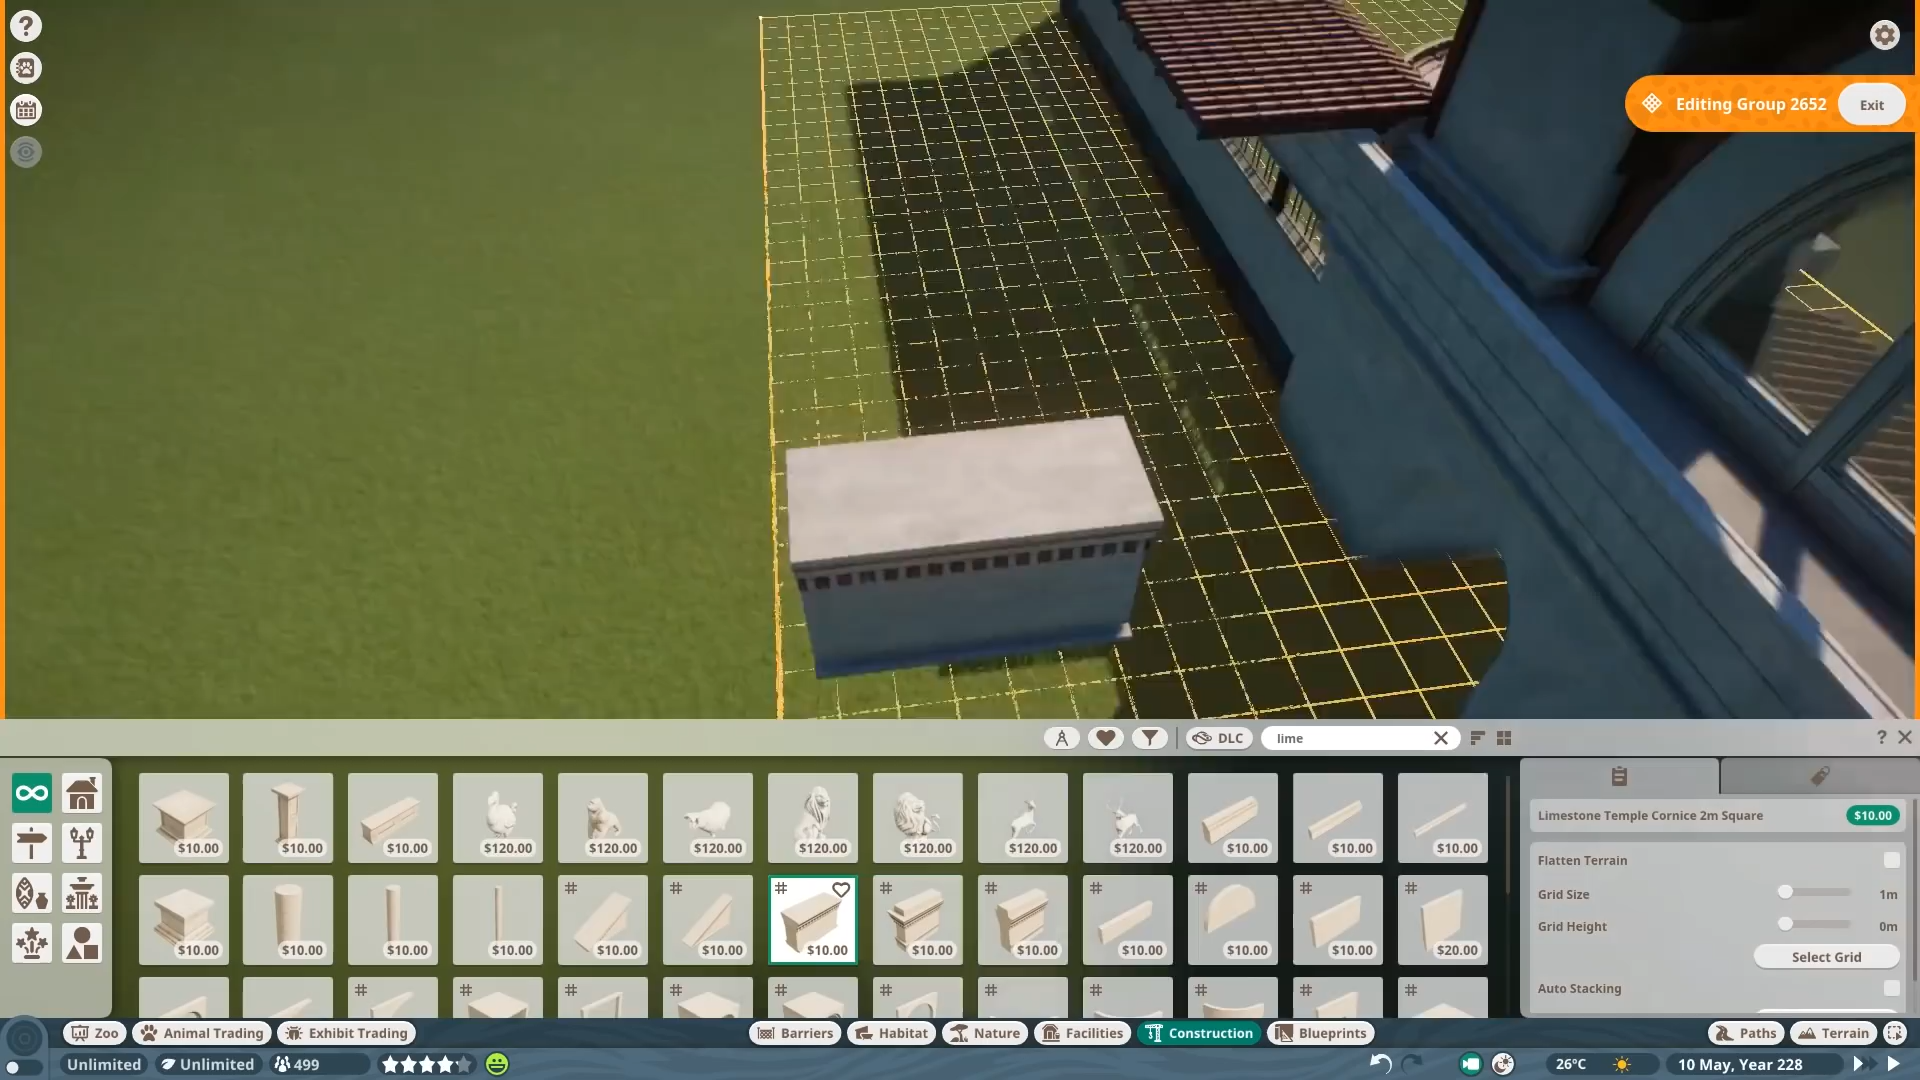 ?
Editing Group 2652 Exit
DLC lime ?
$10.00 $10.00 $10.00 $120.00 $120.00 $120.00 $120.00 $120.00 $120.00 $120.00 $10.00 $10.00 $10.00
$10.00 $10.00 $10.00 $10.00 # $10.00 # $10.00 # $10.00 # $10.00 # $10.00 # $10.00 # $10.00 # $10.00 # $20.00
# # # # # # # # # # #
Limestone Temple Cornice 2m Square $10.00
Flatten Terrain
Grid Size 1m
Grid Height 0m
Select Grid
Auto Stacking
Zoo Animal Trading Exhibit Trading Barriers Habitat Nature Facilities Construction Blueprints Paths Terrain
Unlimited Unlimited 499 26°C 10 May, Year 228